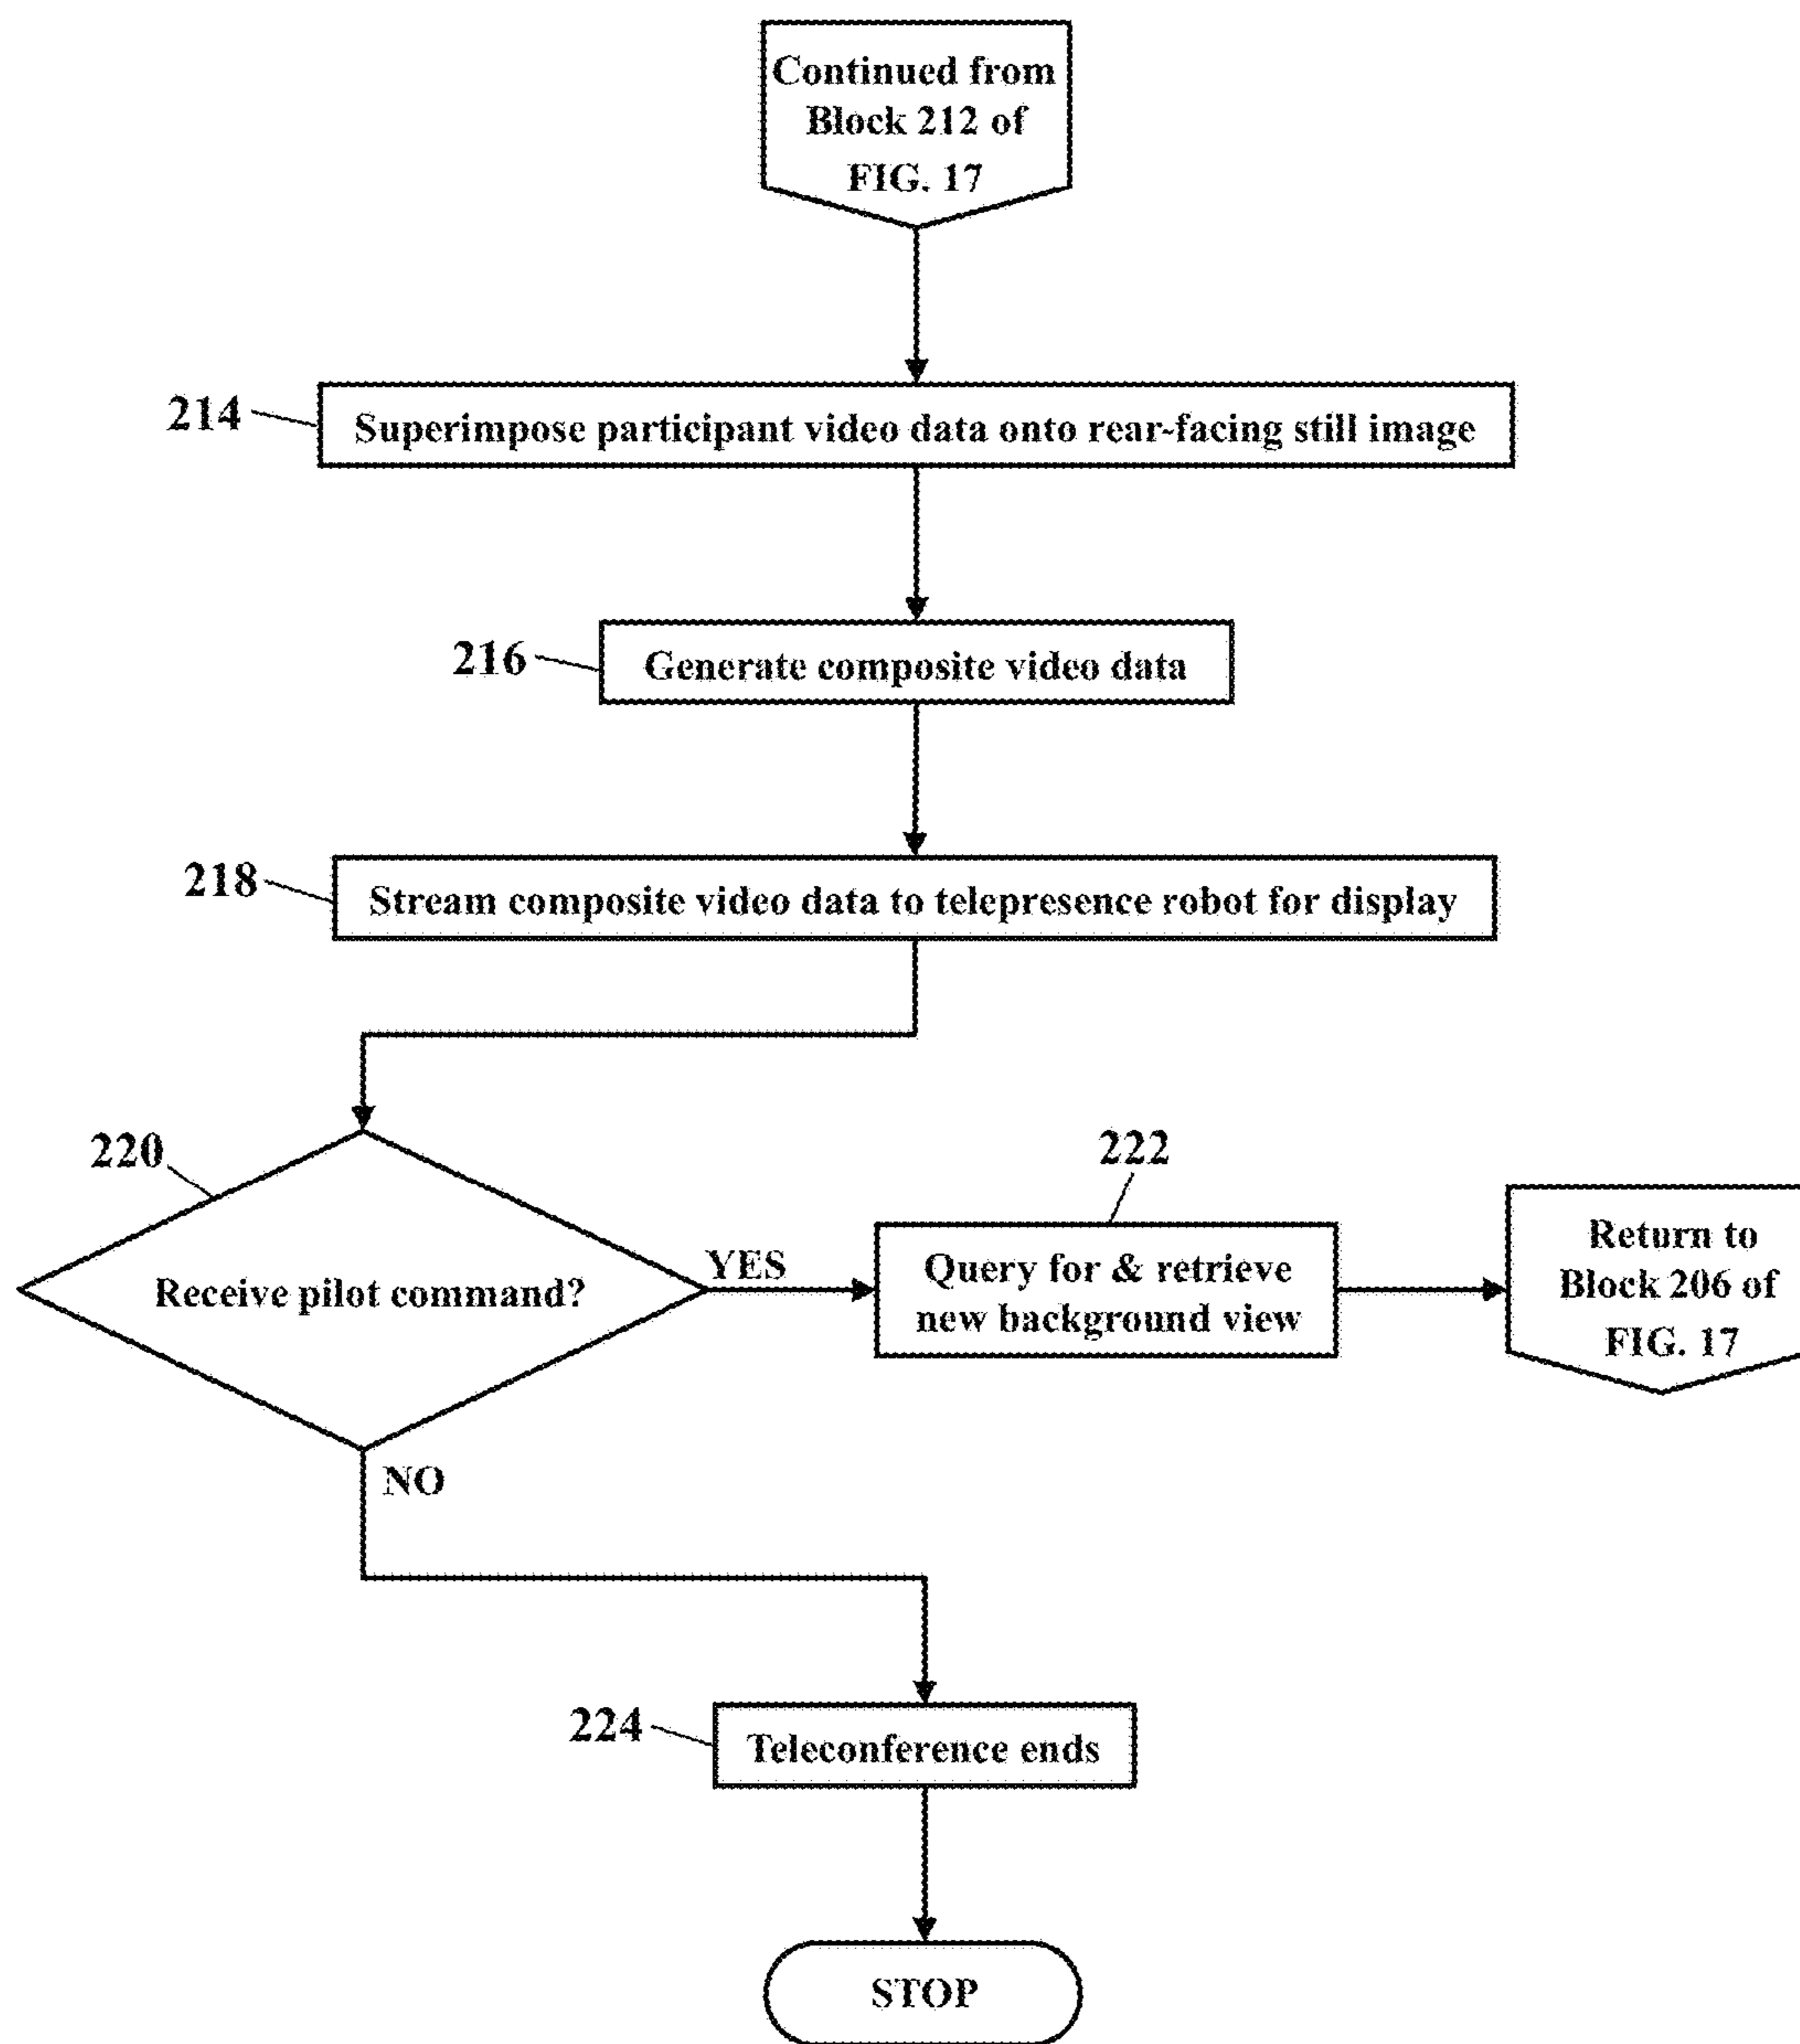 Continued from
Block 212 of
FIG. 17
214
Superimpose participant video data onto rear-facing still image
216
Generate composite video data
218
Stream composite video data to telepresence robot for display
220
Receive pilot command?
YES
222
Query for & retrieve
new background view
Return to
Block 206 of
FIG. 17
NO
224
Teleconference ends
STOP